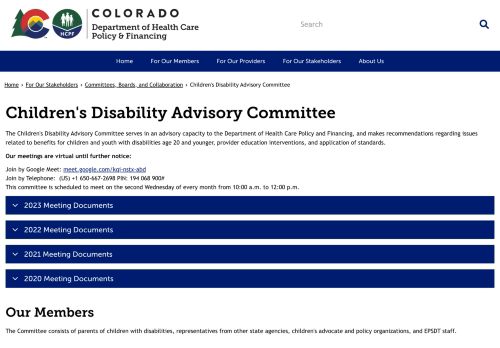 COLORADO
Department of Health Care
Policy & Financing
HCPF
Search
Home
For Our Members
For Our Providers
For Our Stakeholders
About Us
Home › For Our Stakeholders › Committees, Boards, and Collaboration › Children's Disability Advisory Committee
Children's Disability Advisory Committee
The Children's Disability Advisory Committee serves in an advisory capacity to the Department of Health Care Policy and Financing, and makes recommendations regarding issues
related to benefits for children and youth with disabilities age 20 and younger, provider education interventions, and application of standards.
Our meetings are virtual until further notice:
Join by Google Meet: meet.google.com/kqi-nstx-abd
Join by Telephone: (US) +1 650-667-2698 PIN: 194 068 900#
This committee is scheduled to meet on the second Wednesday of every month from 10:00 a.m. to 12:00 p.m.
2023 Meeting Documents
2022 Meeting Documents
2021 Meeting Documents
2020 Meeting Documents
Our Members
The Committee consists of parents of children with disabilities, representatives from other state agencies, children's advocate and policy organizations, and EPSDT staff.